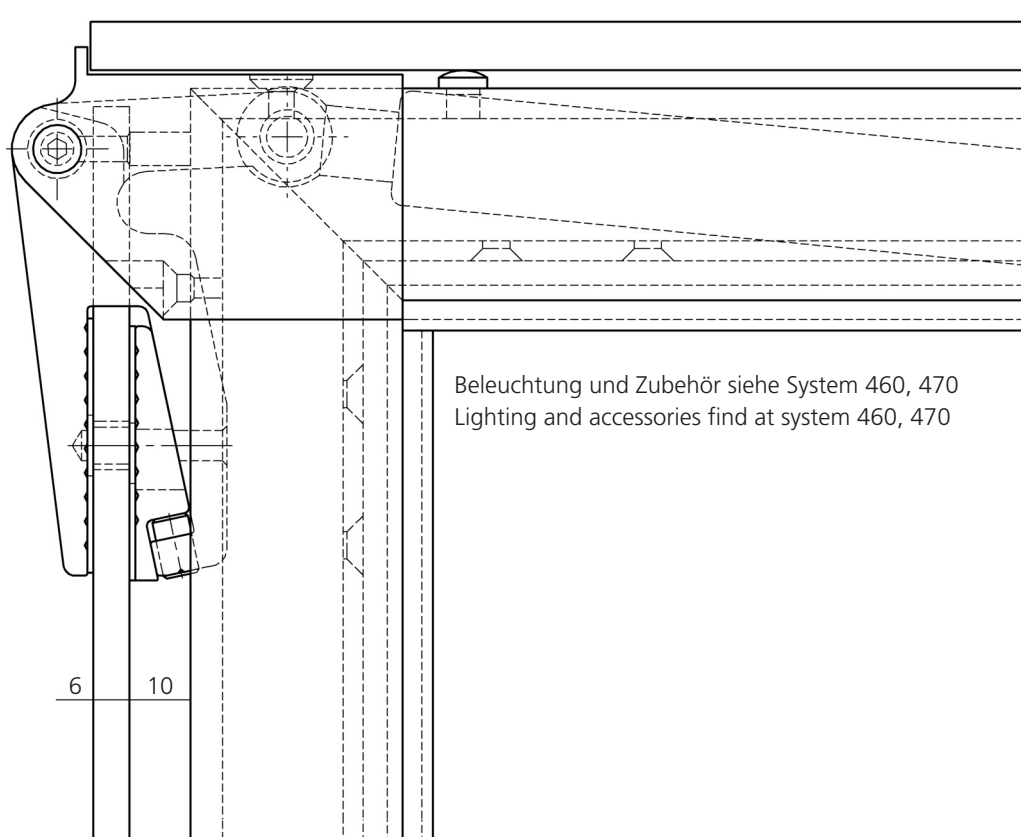 Beleuchtung und Zubehör siehe System 460, 470
Lighting and accessories find at system 460, 470
6 10